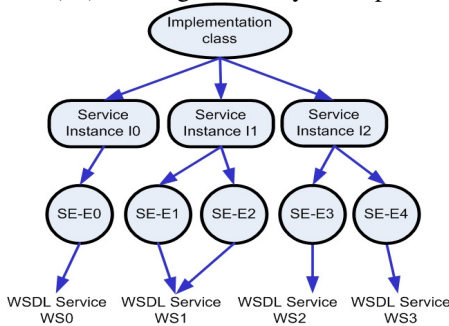 Implementation
class
Service
Instance I0
Service
Instance I1
Service
Instance I2
SE-E0
SE-E1
SE-E2
SE-E3
SE-E4
WSDL Service
WS0
WSDL Service
WS1
WSDL Service
WS2
WSDL Service
WS3